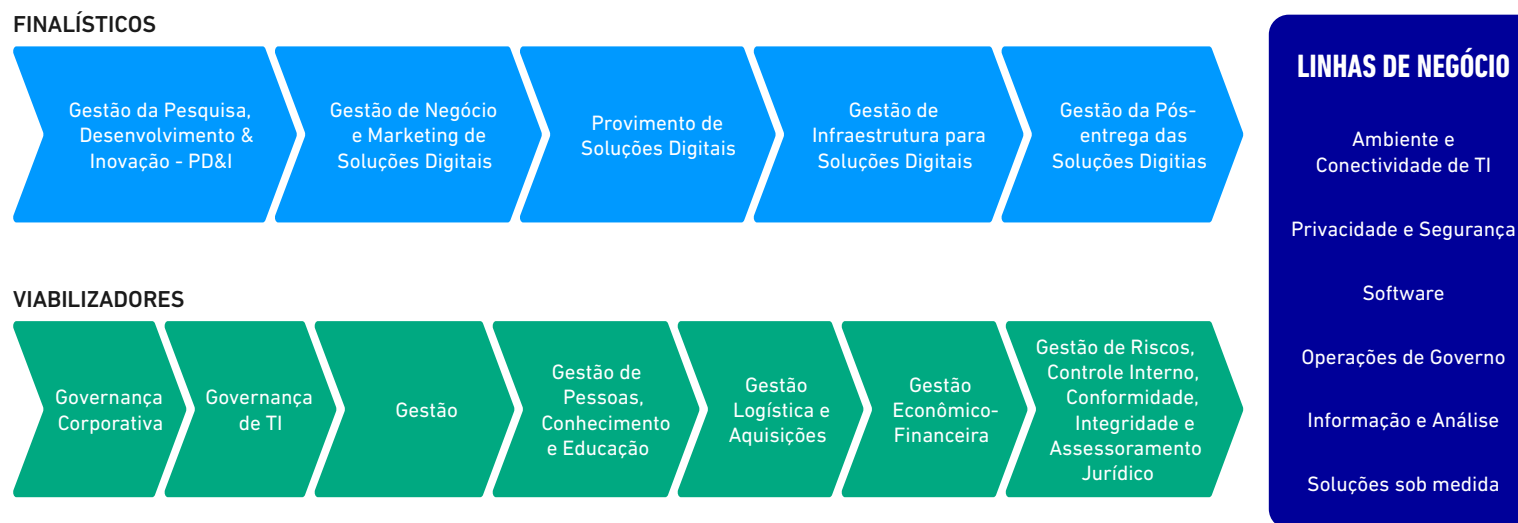 FINALÍSTICOS
Gestão da Pesquisa,
Desenvolvimento &
Inovação - PD&I
Gestão de Negócio
e Marketing de
Soluções Digitais
Provimento de
Soluções Digitais
Gestão de
Infraestrutura para
Soluções Digitais
Gestão da Pós-
entrega das
Soluções Digitias
VIABILIZADORES
Governança
Corporativa
Governança
de TI
Gestão
Gestão de
Pessoas,
Conhecimento
e Educação
Gestão
Logística e
Aquisições
Gestão
Econômico-
Financeira
Gestão de Riscos,
Controle Interno,
Conformidade,
Integridade e
Assessoramento
Jurídico
LINHAS DE NEGÓCIO
Ambiente e
Conectividade de TI
Privacidade e Segurança
Software
Operações de Governo
Informação e Análise
Soluções sob medida